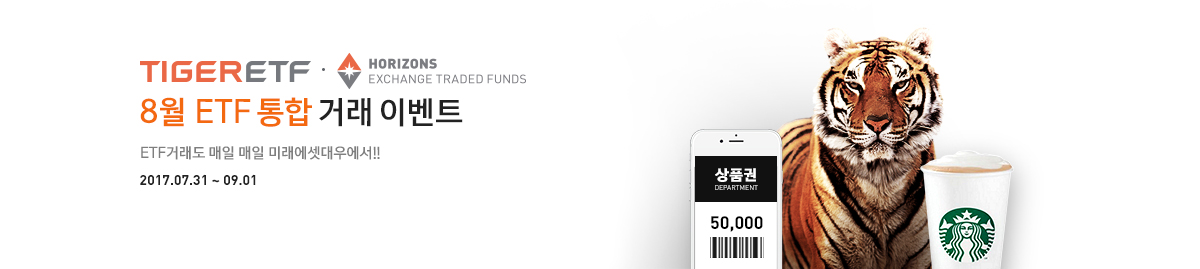 TIGERETF · HORIZONS
EXCHANGE TRADED FUNDS
8월 ETF 통합 거래 이벤트
ETF거래도 매일 매일 미래에셋대우에서!!
2017.07.31 ~ 09.01
상품권
DEPARTMENT
50,000